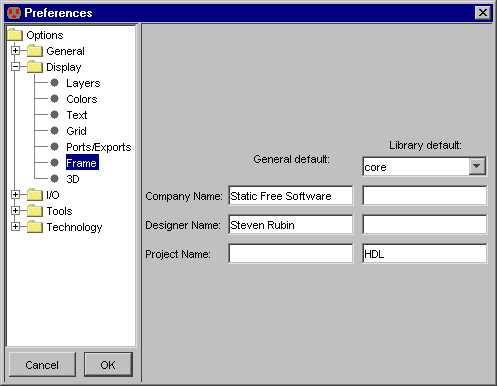 Preferences
Options
General
Display
Layers
Colors
Text
Grid
Ports/Exports
Frame
3D
I/O
Tools
Technology
Cancel
OK
General default:
Library default:
core
Company Name:
Static Free Software
Designer Name:
Steven Rubin
Project Name:
HDL